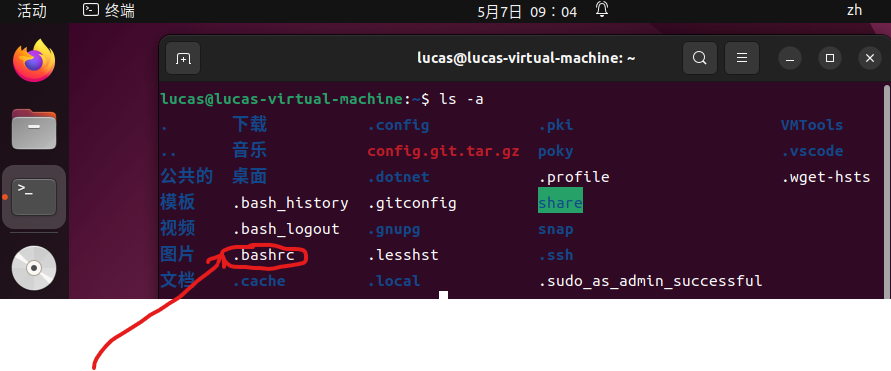 活动 终端 5月7日 09：04 zh
lucas@lucas-virtual-machine: ~
lucas@lucas-virtual-machine:~$ ls -a
. 下载 .config .pki VMTools
.. 音乐 config.git.tar.gz poky .vscode
公共的 桌面 .dotnet .profile .wget-hsts
模板 .bash_history .gitconfig share
视频 .bash_logout .gnupg snap
图片 .bashrc .lesshst .ssh
文档 .cache .local .sudo_as_admin_successful